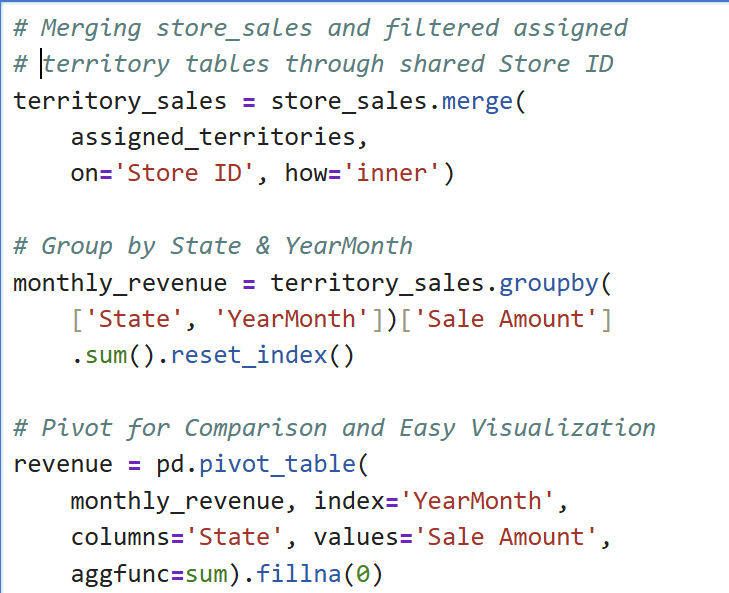 # Merging store_sales and filtered assigned
# territory tables through shared Store ID
territory_sales = store_sales.merge(
    assigned_territories,
    on='Store ID', how='inner')

# Group by State & YearMonth
monthly_revenue = territory_sales.groupby(
    ['State', 'YearMonth'])['Sale Amount']
    .sum().reset_index()

# Pivot for Comparison and Easy Visualization
revenue = pd.pivot_table(
    monthly_revenue, index='YearMonth',
    columns='State', values='Sale Amount',
    aggfunc=sum).fillna(0)